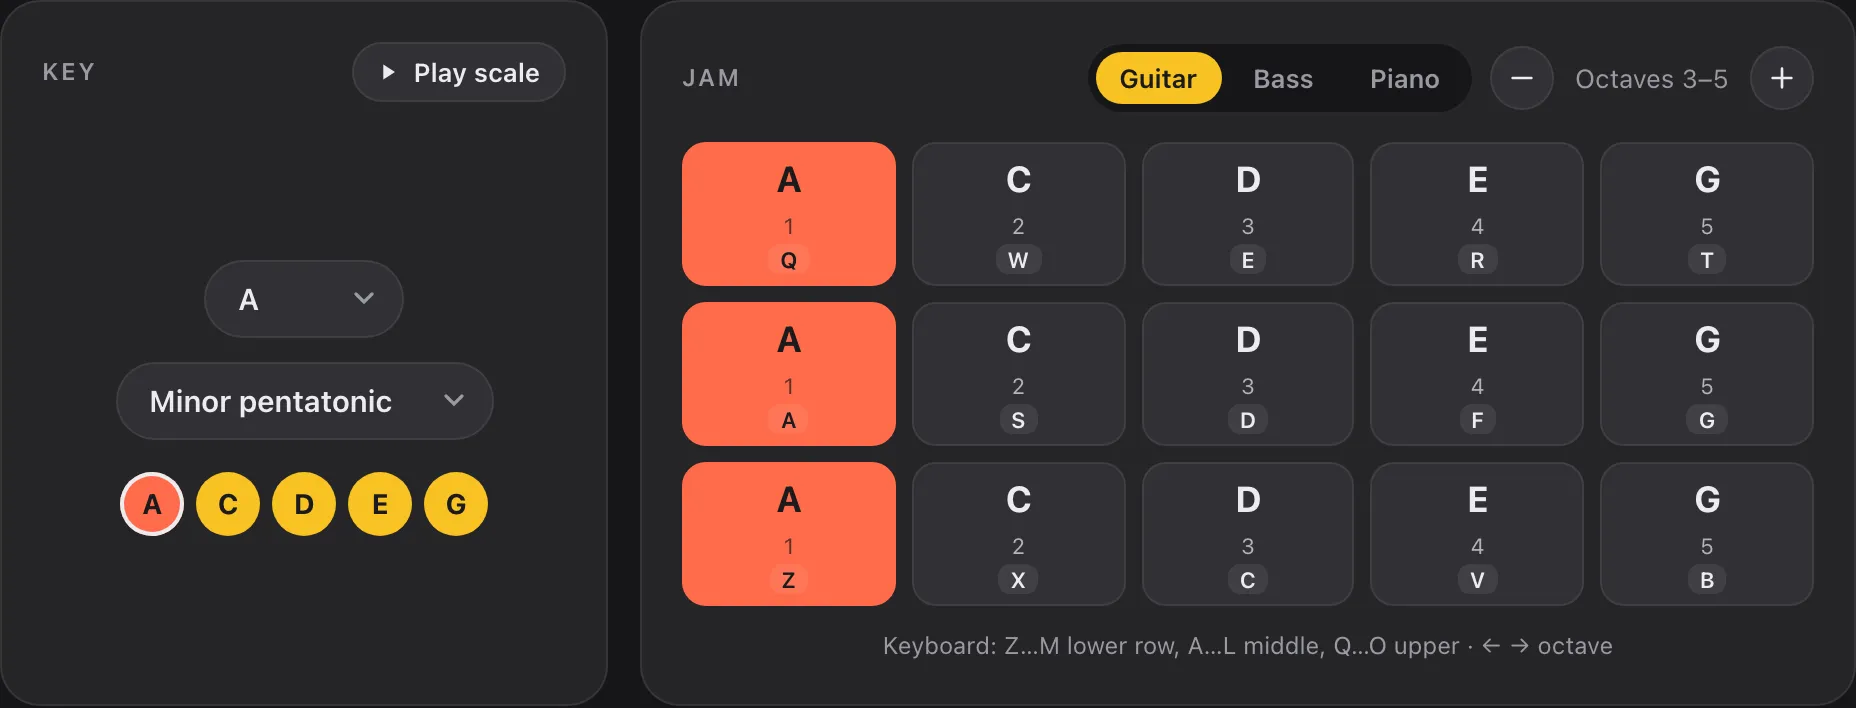 KEY
Play scale
A
Minor pentatonic
A C D E G
JAM
Guitar Bass Piano
Octaves 3–5
A C D E G
1 2 3 4 5
Q W E R T
A C D E G
1 2 3 4 5
A S D F G
A C D E G
1 2 3 4 5
Z X C V B
Keyboard: Z...M lower row, A...L middle, Q...O upper · ← → octave